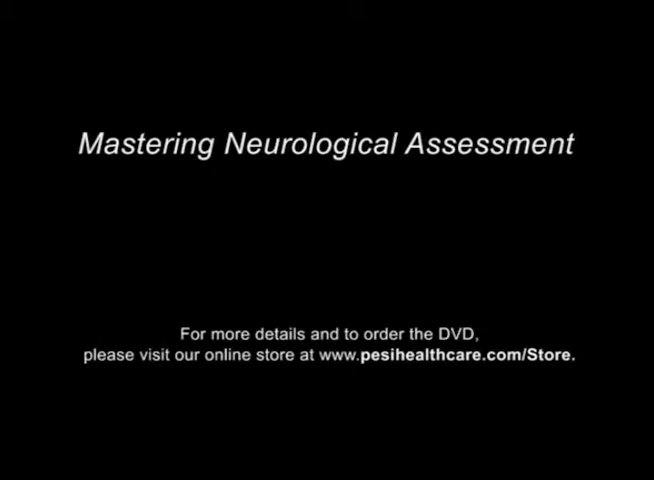 Mastering Neurological Assessment
For more details and to order the DVD,
please visit our online store at www.pesihealthcare.com/Store.